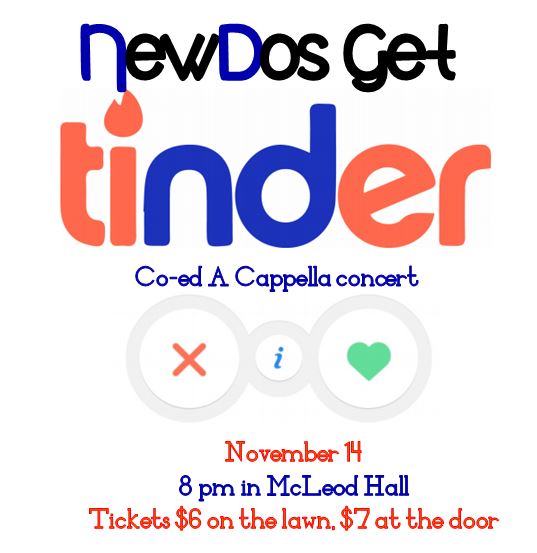 NewDos Get
tinder
Co-ed A Cappella concert
i
November 14
8 pm in McLeod Hall
Tickets $6 on the lawn, $7 at the door